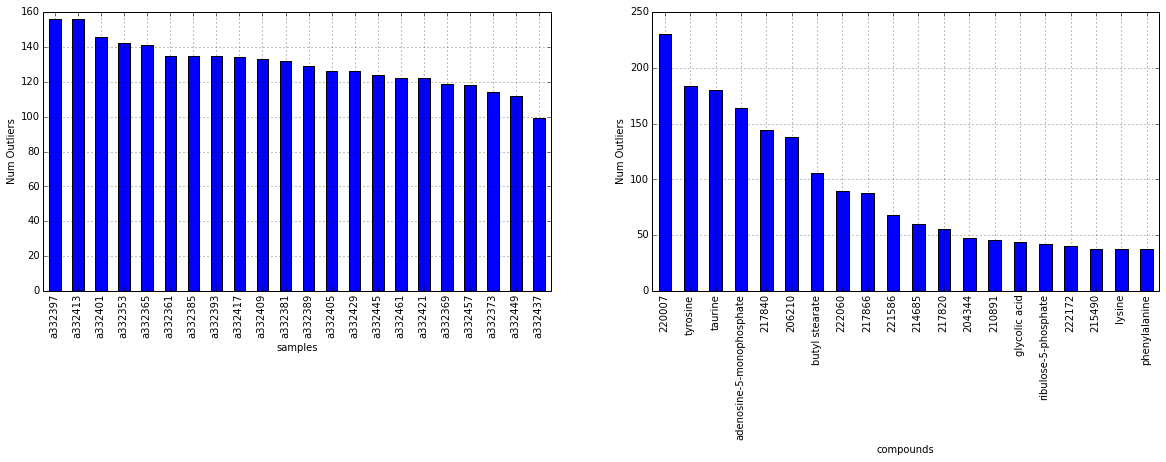 160
140
120
100
80
60
40
20
0
Num Outliers
a332397
a332413
a332401
a332353
a332365
a332361
a332385
a332393
a332417
a332409
a332381
a332389
a332405
a332429
a332445
a332461
a332421
a332369
a332457
a332373
a332449
a332437
samples
250
200
150
100
50
0
Num Outliers
220007
tyrosine
taurine
adenosine-5-monophosphate
217840
206210
butyl stearate
222060
217866
221586
214685
217820
204344
210891
glycolic acid
ribulose-5-phosphate
222172
215490
lysine
phenylalanine
compounds